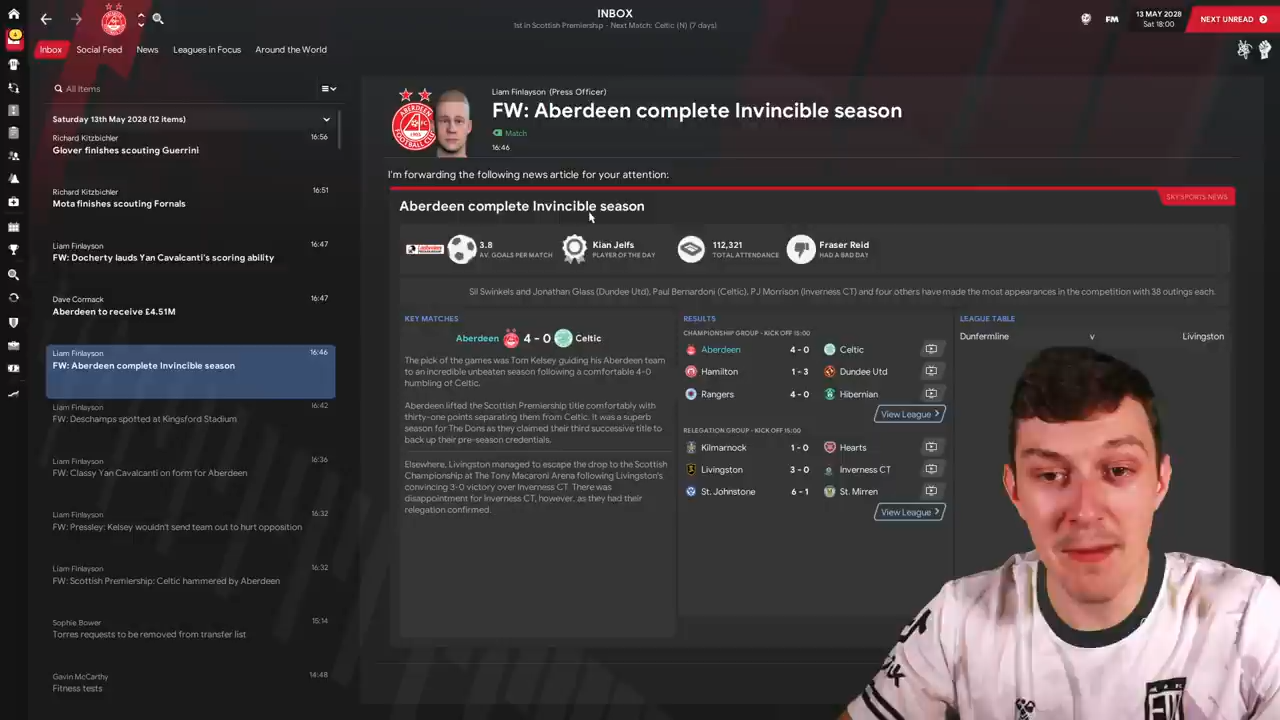 INBOX
1st in Scottish Premiership - Next Match: Celtic (N) (7 days)
FM
13 MAY 2028
Sat 18:00
NEXT UNREAD
Inbox
Social Feed
News
Leagues in Focus
Around the World
All Items
Saturday 13th May 2028 (12 items)
Richard Kitzbichler 16:56
Glover finishes scouting Guerrini
Richard Kitzbichler 16:51
Mota finishes scouting Fornals
Liam Finlayson 16:47
FW: Docherty lauds Yan Cavalcanti's scoring ability
Dave Cormack 16:47
Aberdeen to receive £4.51M
Liam Finlayson 16:46
FW: Aberdeen complete Invincible season
Liam Finlayson 16:42
FW: Deschamps spotted at Kingsford Stadium
Liam Finlayson 16:36
FW: Classy Yan Cavalcanti on form for Aberdeen
Liam Finlayson 16:32
FW: Pressley: Kelsey wouldn't send team out to hurt opposition
Liam Finlayson 16:32
FW: Scottish Premiership: Celtic hammered by Aberdeen
Sophie Bower 15:14
Torres requests to be removed from transfer list
Gavin McCarthy 14:48
Fitness tests
Liam Finlayson (Press Officer)
FW: Aberdeen complete Invincible season
Match
16:46
I'm forwarding the following news article for your attention:
SKY SPORTS NEWS
Aberdeen complete Invincible season
3.8
AV. GOALS PER MATCH
Kian Jelfs
PLAYER OF THE DAY
112,321
TOTAL ATTENDANCE
Fraser Reid
HAD A BAD DAY
Sil Swinkels and Jonathan Glass (Dundee Utd), Paul Bernardoni (Celtic), PJ Morrison (Inverness CT) and four others have made the most appearances in the competition with 38 outings each.
KEY MATCHES
Aberdeen 4 - 0 Celtic
The pick of the games was Tom Kelsey guiding his Aberdeen team
to an incredible unbeaten season following a comfortable 4-0
humbling of Celtic.
Aberdeen lifted the Scottish Premiership title comfortably with
thirty-one points separating them from Celtic. It was a superb
season for The Dons as they claimed their third successive title to
back up their pre-season credentials.
Elsewhere, Livingston managed to escape the drop to the Scottish
Championship at The Tony Macaroni Arena following Livingston's
convincing 3-0 victory over Inverness CT. There was
disappointment for Inverness CT, however, as they had their
relegation confirmed.
RESULTS
CHAMPIONSHIP GROUP - KICK OFF 15:00
Aberdeen 4 - 0 Celtic
Hamilton 1 - 3 Dundee Utd
Rangers 4 - 0 Hibernian
View League
RELEGATION GROUP - KICK OFF 15:00
Kilmarnock 1 - 0 Hearts
Livingston 3 - 0 Inverness CT
St. Johnstone 6 - 1 St. Mirren
View League
LEAGUE TABLE
Dunfermline v Livingston